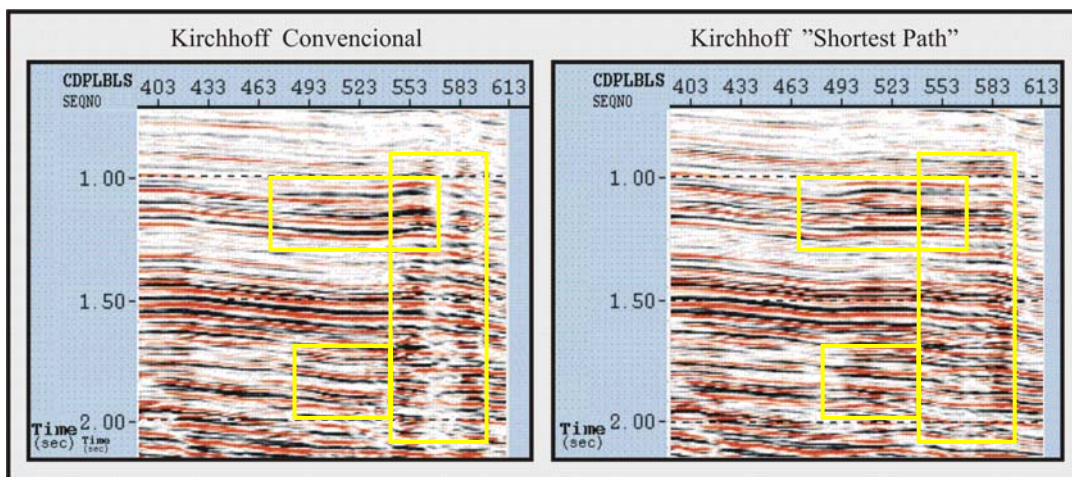 Kirchhoff Convencional
CDPLBLS 403 433 463 493 523 553 583 613
SEQNO
1.00
1.50
2.00
Time
(sec) Time
(sec)
Kirchhoff ”Shortest Path”
CDPLBLS 403 433 463 493 523 553 583 613
SEQNO
1.00
1.50
2.00
Time
(sec)